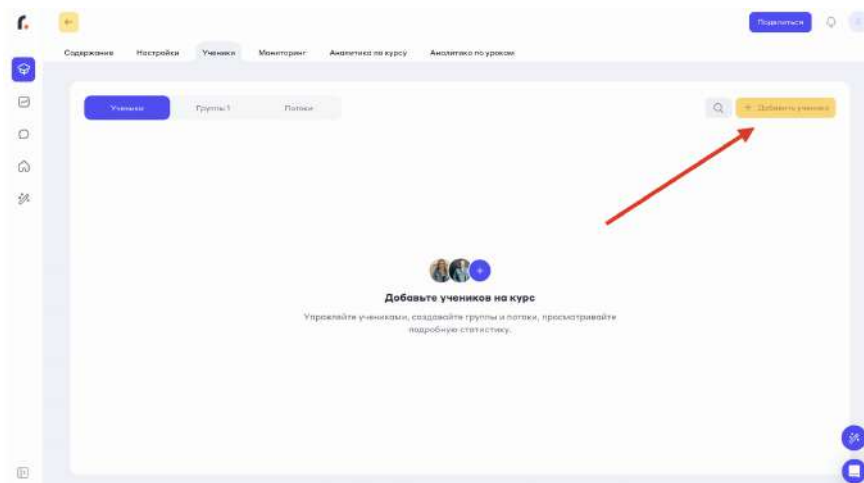 Поделиться
Содержание Настройки Ученики Мониторинг Аналитика по курсу Аналитика по урокам
Ученики Группы 1 Потоки + Добавить ученика
Добавьте учеников на курс
Управляйте учениками, создавайте группы и потоки, просматривайте
подробную статистику.